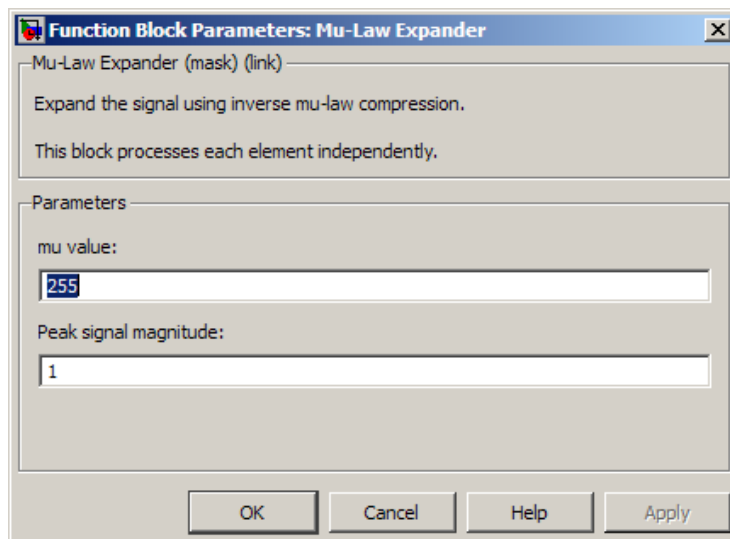 Function Block Parameters: Mu-Law Expander
Mu-Law Expander (mask) (link)
Expand the signal using inverse mu-law compression.
This block processes each element independently.
Parameters
mu value:
255
Peak signal magnitude:
1
OK Cancel Help Apply